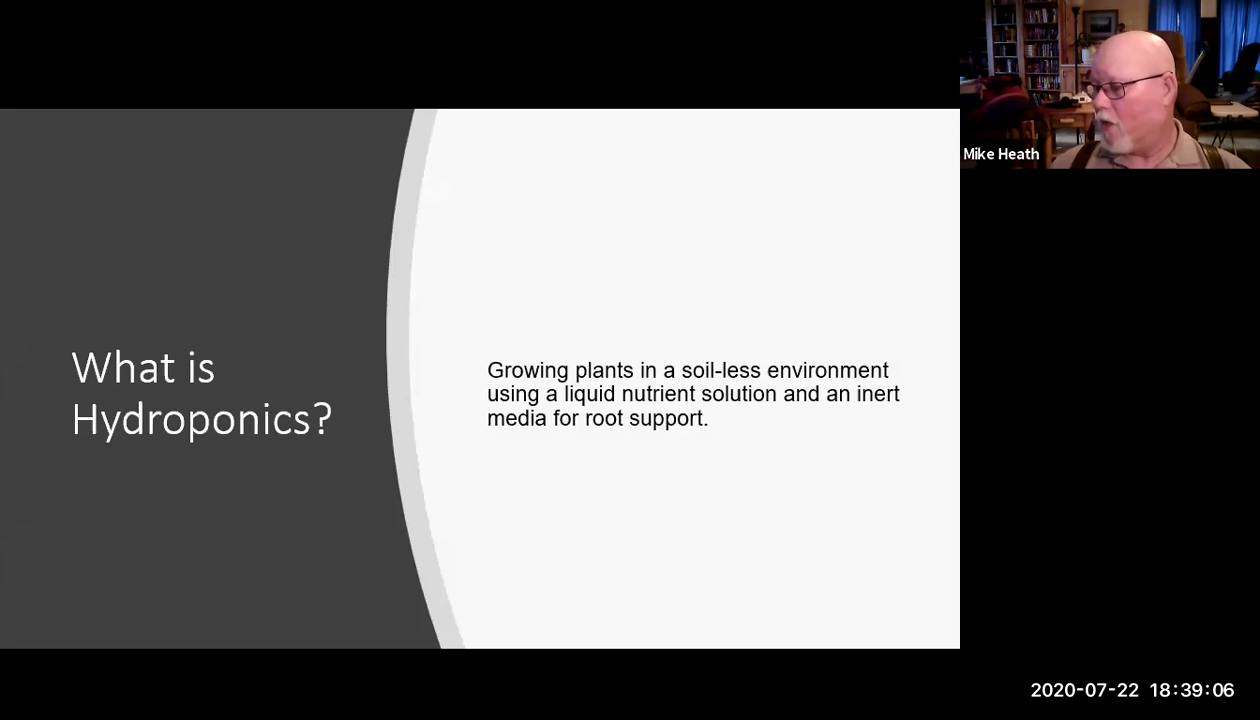 What is
Hydroponics?
Growing plants in a soil-less environment
using a liquid nutrient solution and an inert
media for root support.
Mike Heath
2020-07-22 18:39:06